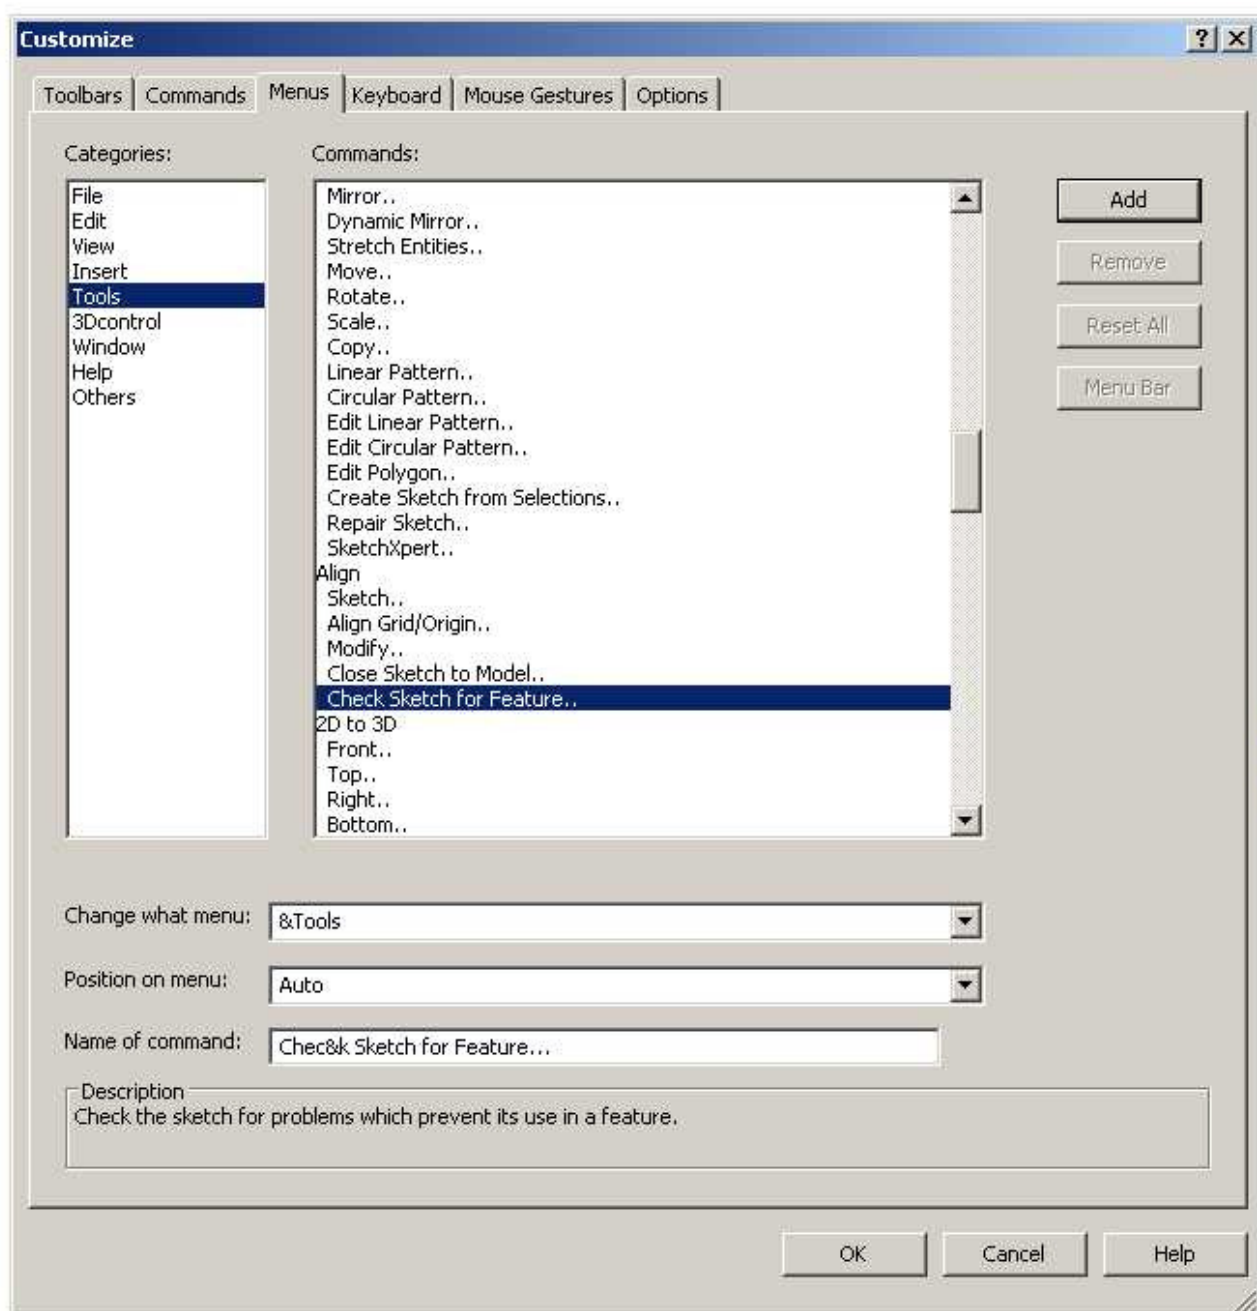 Customize
Toolbars Commands Menus Keyboard Mouse Gestures Options
Categories:
File
Edit
View
Insert
Tools
3Dcontrol
Window
Help
Others
Commands:
Mirror..
Dynamic Mirror..
Stretch Entities..
Move..
Rotate..
Scale..
Copy..
Linear Pattern..
Circular Pattern..
Edit Linear Pattern..
Edit Circular Pattern..
Edit Polygon..
Create Sketch from Selections..
Repair Sketch..
SketchXpert..
Align
Sketch..
Align Grid/Origin..
Modify..
Close Sketch to Model..
Check Sketch for Feature..
2D to 3D
Front..
Top..
Right..
Bottom..
Add
Remove
Reset All
Menu Bar
Change what menu: &Tools
Position on menu: Auto
Name of command: Chec&k Sketch for Feature...
Description
Check the sketch for problems which prevent its use in a feature.
OK Cancel Help